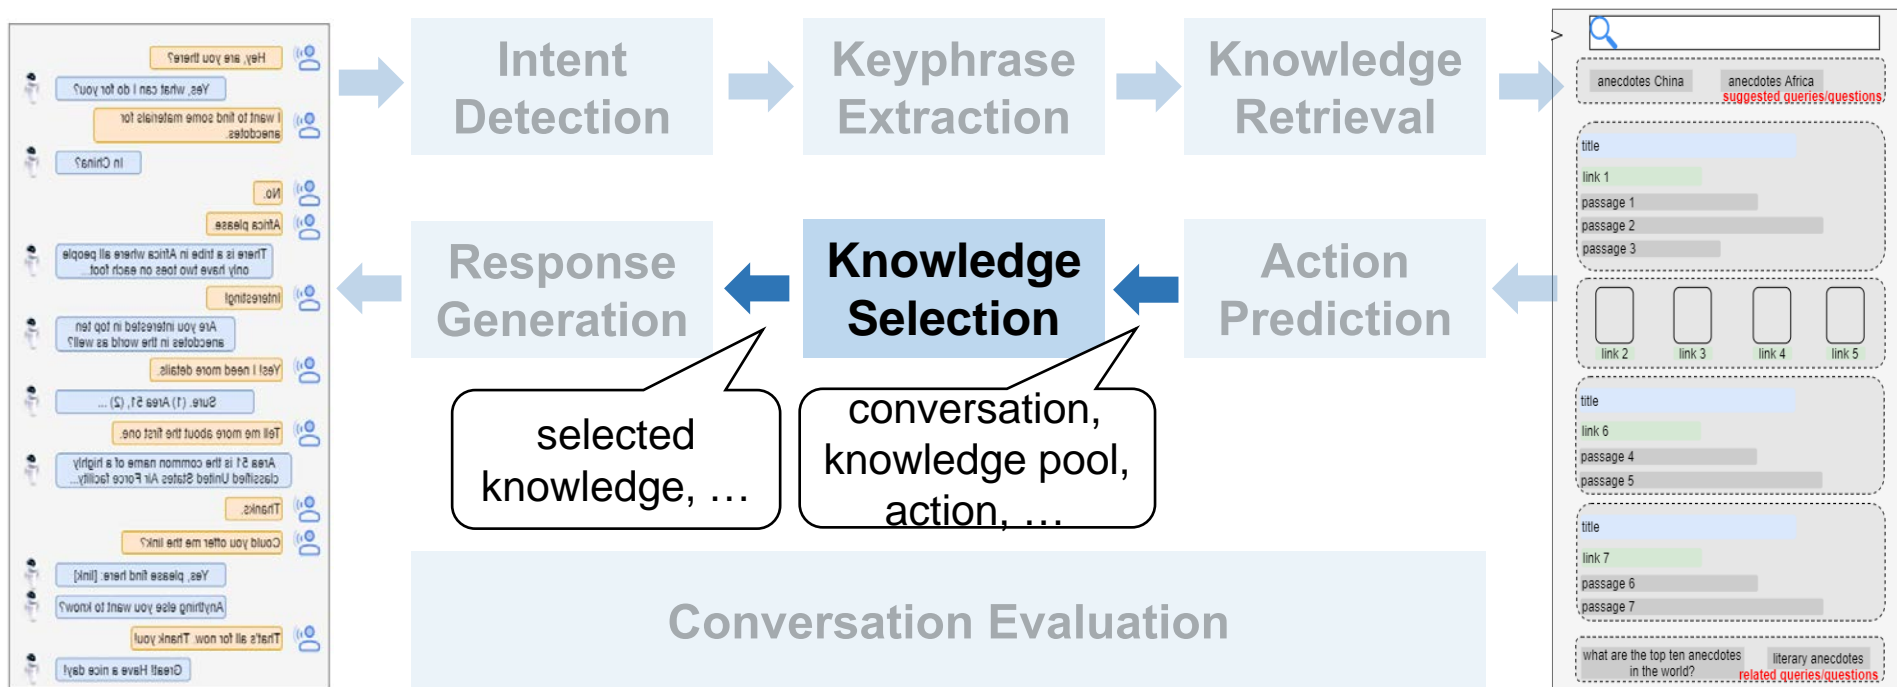 Hey, are you there?
Yes, what can I do for you?
I want to find some materials for
anecdotes.
In China?
No.
Africa please.
There is a tribe in Africa where all people
only have two toes on each foot...
Interesting!
Are you interested in top ten
anecdotes in the world as well?
Yes! I need more details.
Sure. (1) Area 51, (2) ...
Tell me more about the first one.
Area 51 is the common name of a highly
classified United States Air Force facility...
Thanks.
Could you offer me the link?
Yes, please find here: [link]
Anything else you want to know?
That's all for now. Thank you!
Great! Have a nice day!
Intent
Detection
Keyphrase
Extraction
Knowledge
Retrieval
Response
Generation
Knowledge
Selection
Action
Prediction
selected
knowledge, …
conversation,
knowledge pool,
action, …
Conversation Evaluation
anecdotes China
anecdotes Africa
suggested queries/questions
title
link 1
passage 1
passage 2
passage 3
link 2
link 3
link 4
link 5
title
link 6
passage 4
passage 5
title
link 7
passage 6
passage 7
what are the top ten anecdotes
in the world?
literary anecdotes
related queries/questions